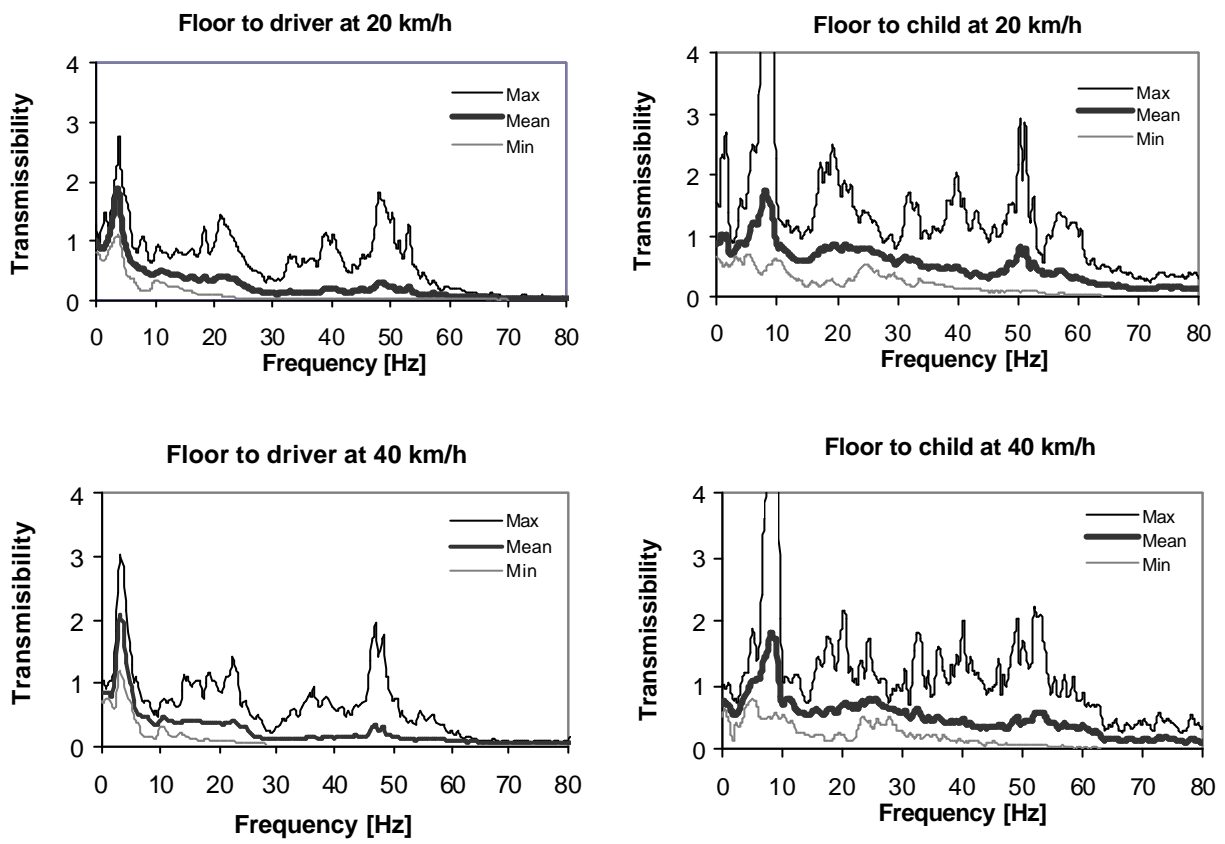 Floor to driver at 20 km/h
Transmissibility
4
3
2
1
0
Max
Mean
Min
0 10 20 30 40 50 60 70 80
Frequency [Hz]
Floor to child at 20 km/h
Transmissibility
4
3
2
1
0
Max
Mean
Min
0 10 20 30 40 50 60 70 80
Frequency [Hz]
Floor to driver at 40 km/h
Transmisibility
4
3
2
1
0
Max
Mean
Min
0 10 20 30 40 50 60 70 80
Frequency [Hz]
Floor to child at 40 km/h
Transmissibility
4
3
2
1
0
Max
Mean
Min
0 10 20 30 40 50 60 70 80
Frequency [Hz]